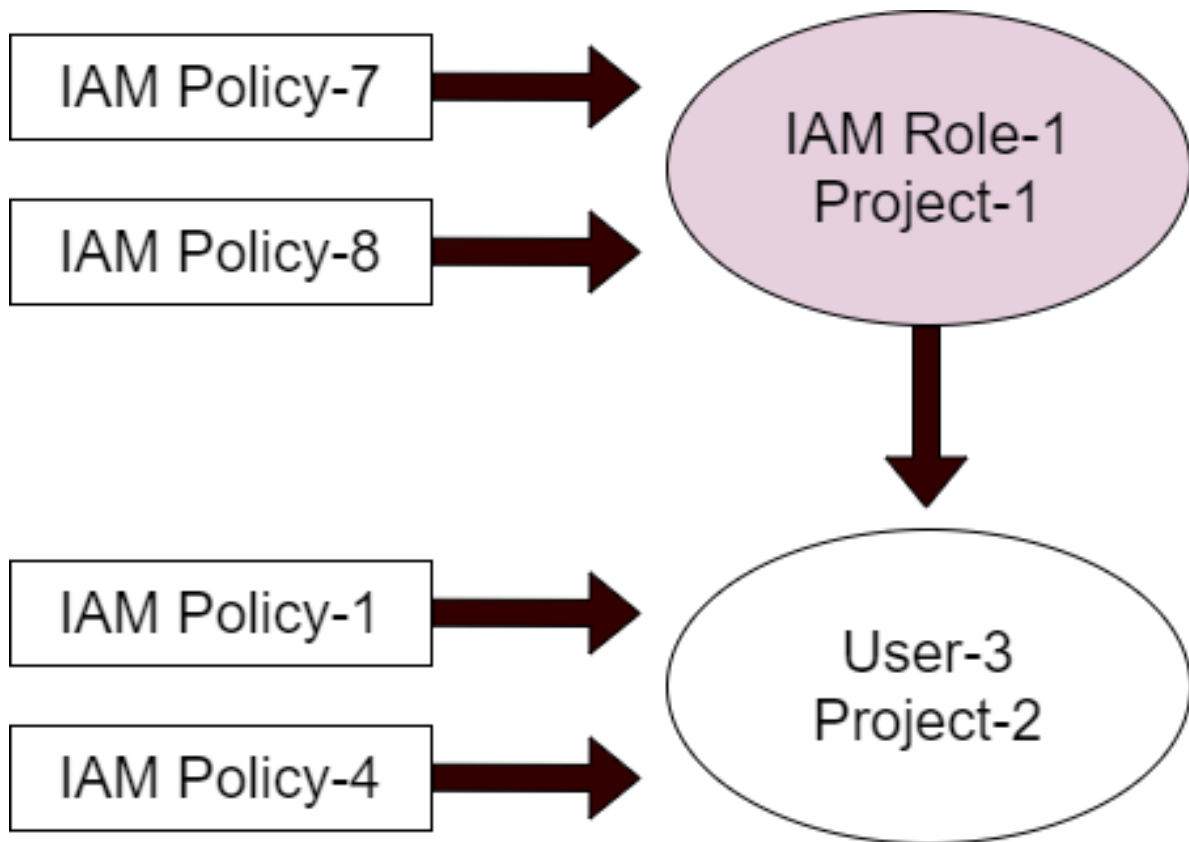 IAM Policy-7
IAM Role-1
Project-1
IAM Policy-8
IAM Policy-1
User-3
Project-2
IAM Policy-4